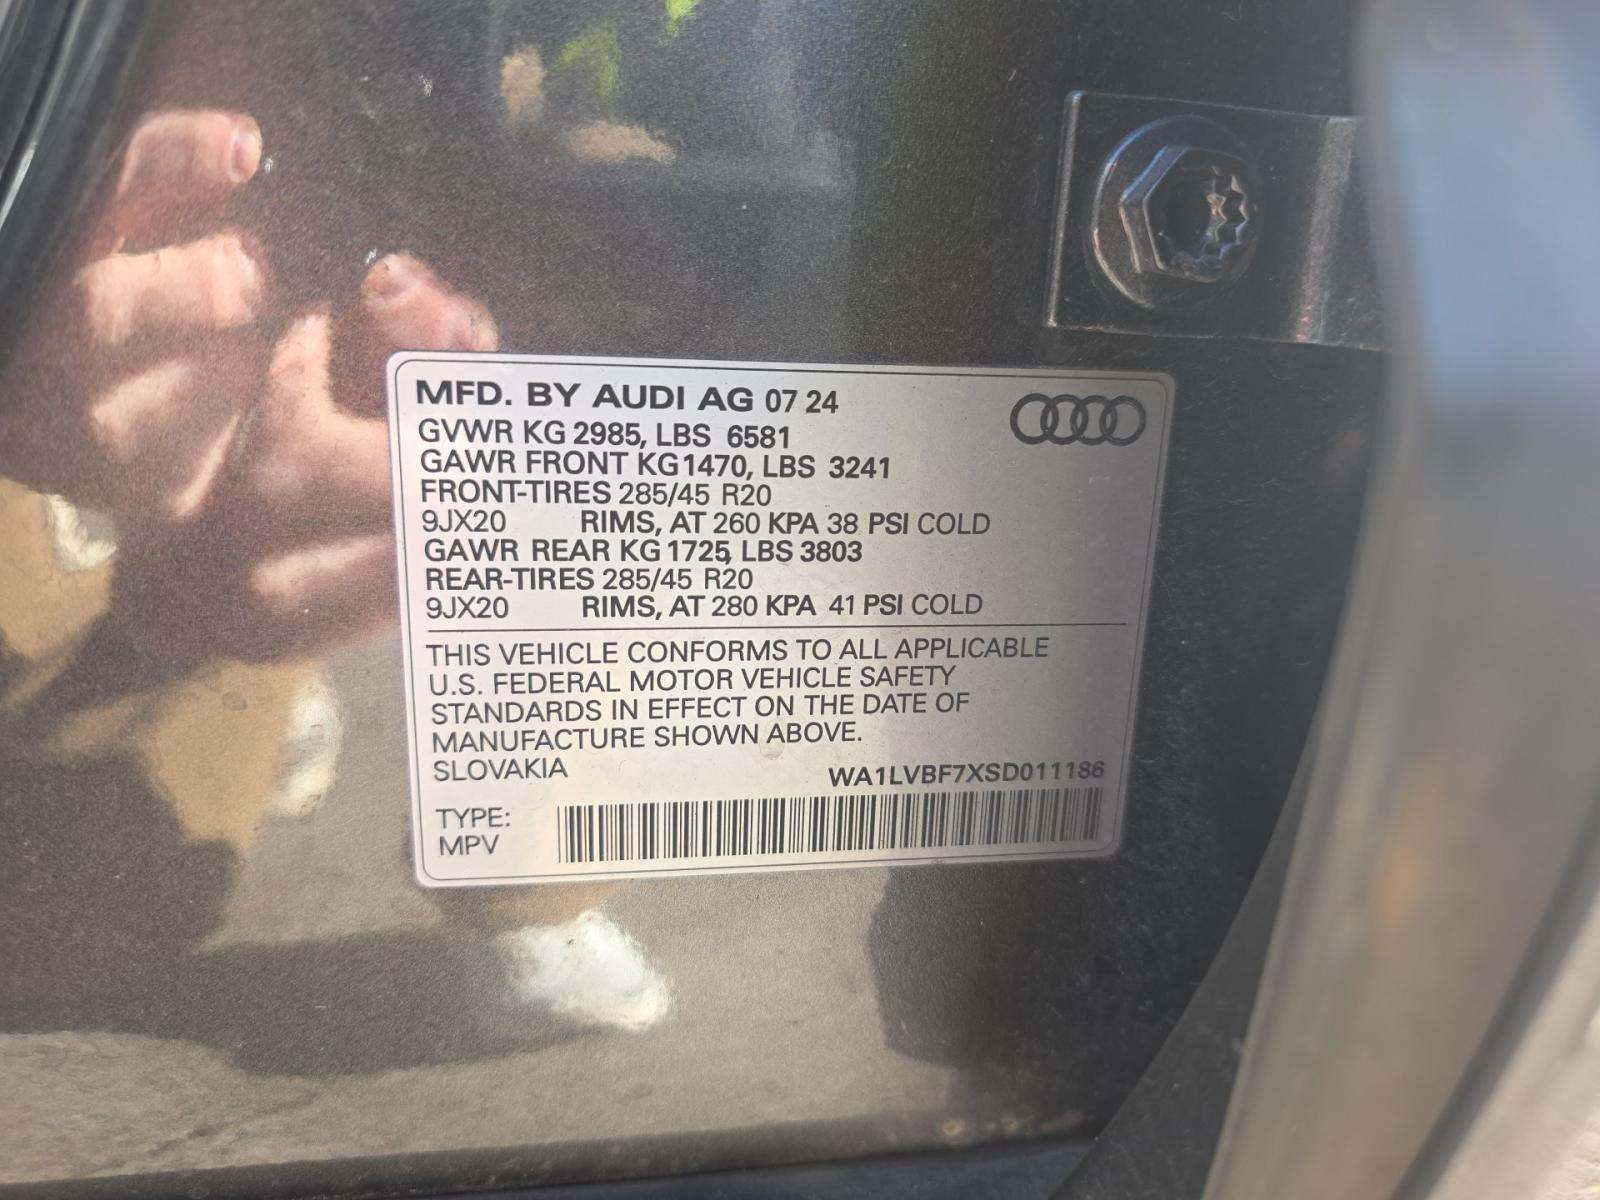 MFD. BY AUDI AG 07 24
GVWR KG 2985, LBS 6581
GAWR FRONT KG 1470, LBS 3241
FRONT-TIRES 285/45 R20
9JX20 RIMS, AT 260 KPA 38 PSI COLD
GAWR REAR KG 1725, LBS 3803
REAR-TIRES 285/45 R20
9JX20 RIMS, AT 280 KPA 41 PSI COLD
THIS VEHICLE CONFORMS TO ALL APPLICABLE
U.S. FEDERAL MOTOR VEHICLE SAFETY
STANDARDS IN EFFECT ON THE DATE OF
MANUFACTURE SHOWN ABOVE.
SLOVAKIA WA1LVBF7XSD011186
TYPE:
MPV